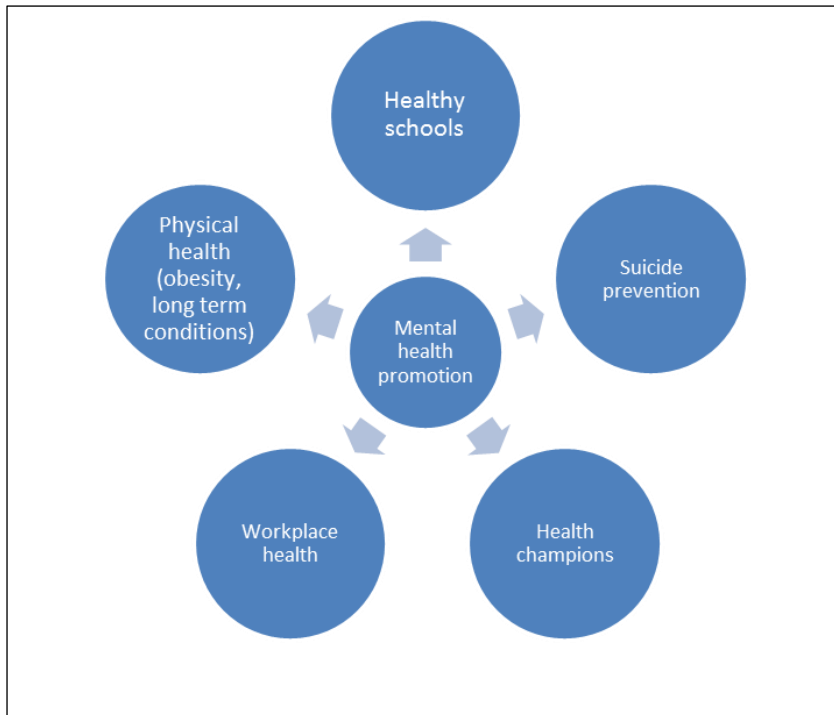 Healthy
schools
Physical
health
(obesity,
long term
conditions)
Suicide
prevention
Mental
health
promotion
Workplace
health
Health
champions